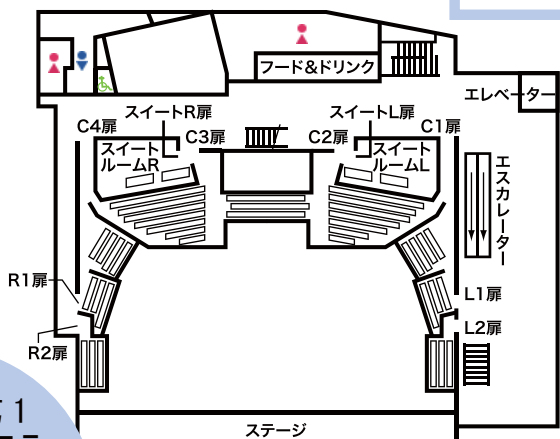 フード&ドリンク
エレベーター
スイートR扉
スイートL扉
C4扉
C3扉
C2扉
C1扉
スイート
ルームR
スイート
ルームL
エスカレーター
R1扉
L1扉
R2扉
L2扉
ステージ